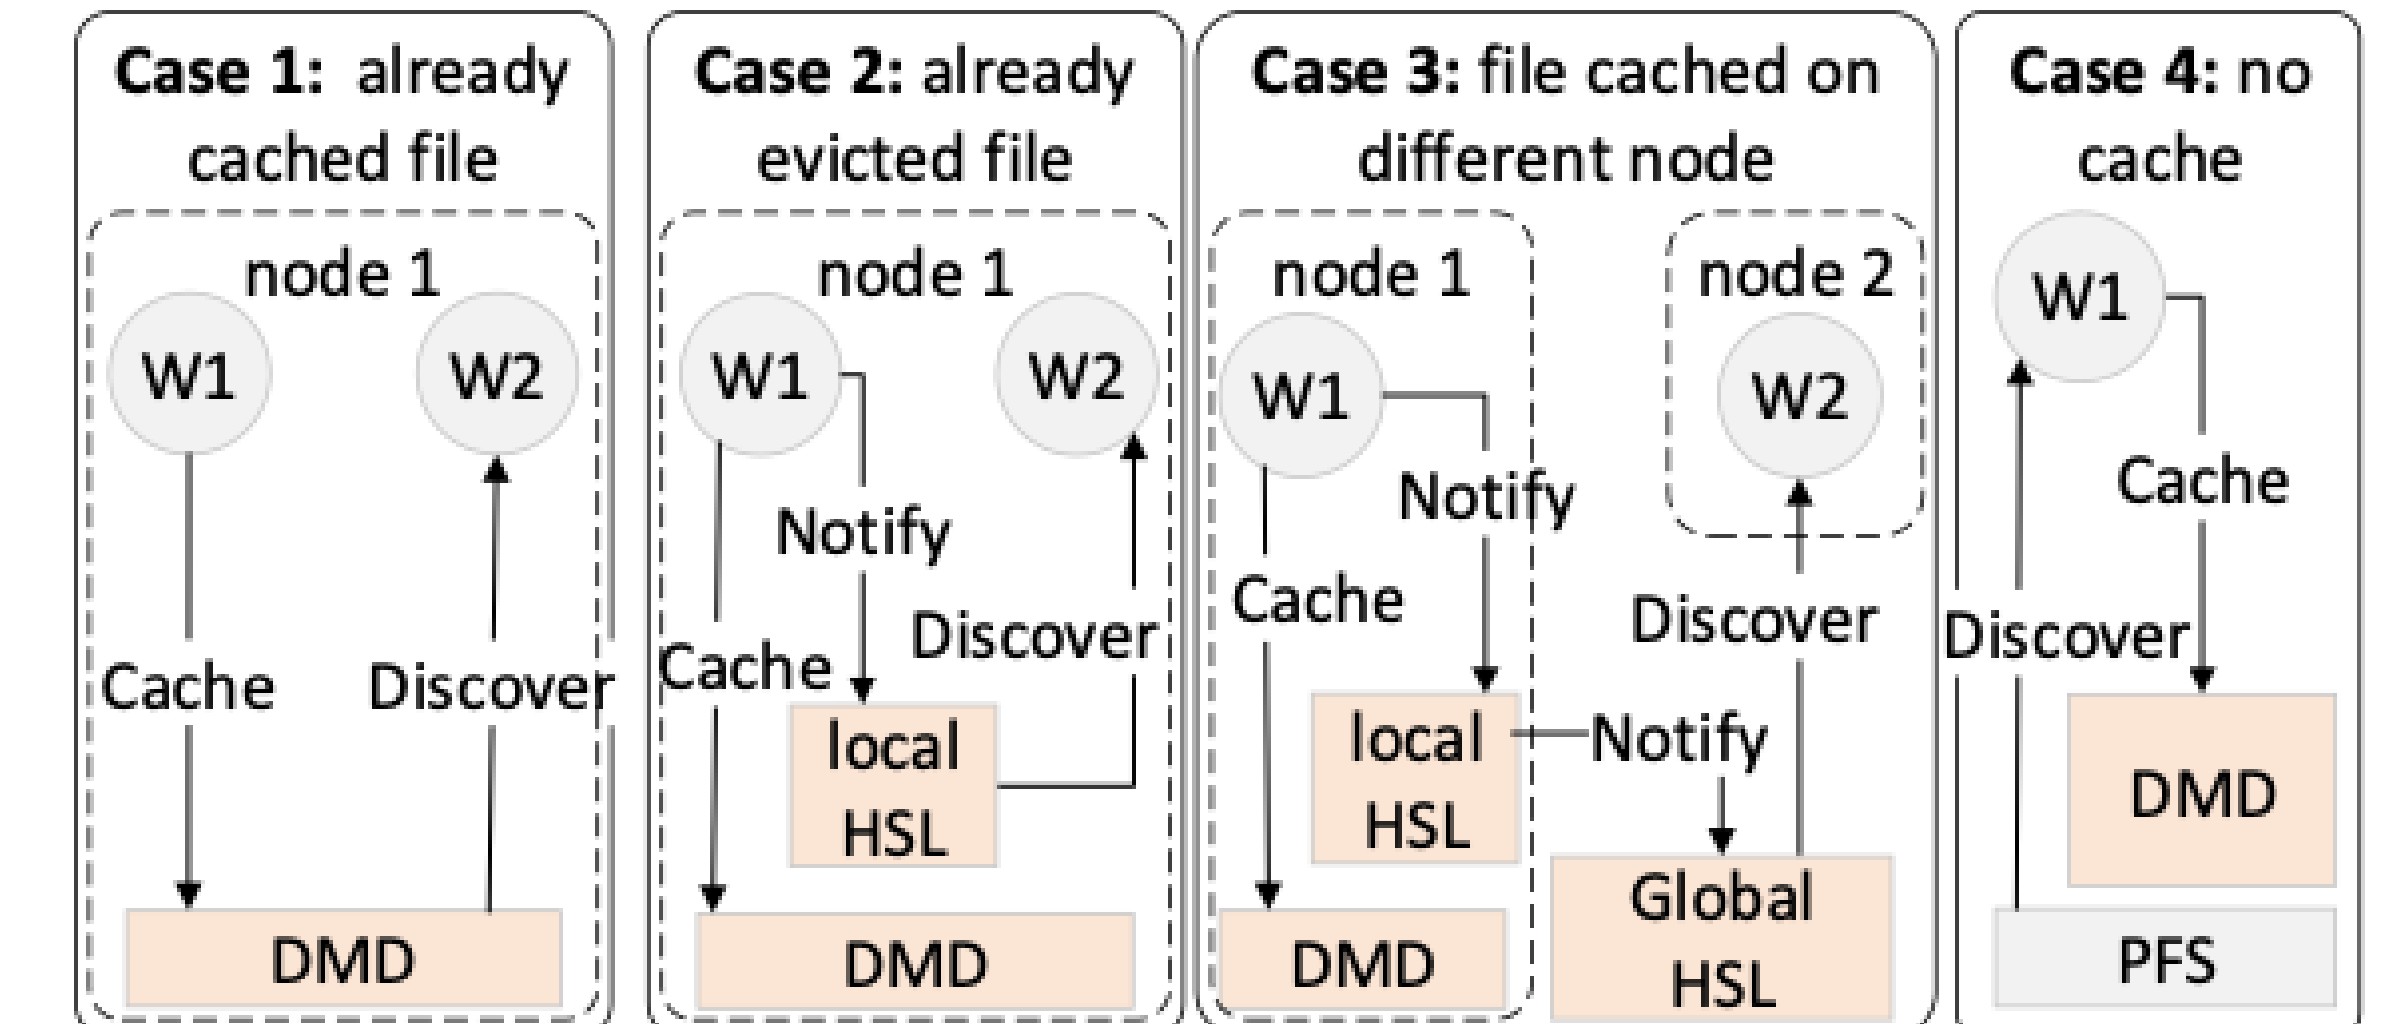 Case 1: already
cached file
node 1
W1
W2
Cache
Discover
DMD
Case 2: already
evicted file
node 1
W1
W2
Notify
Discover
Cache
local
HSL
DMD
Case 3: file cached on
different node
node 1
node 2
W1
W2
Notify
Cache
Discover
local
HSL
Notify
Global
HSL
DMD
Case 4: no
cache
W1
Cache
Discover
DMD
PFS